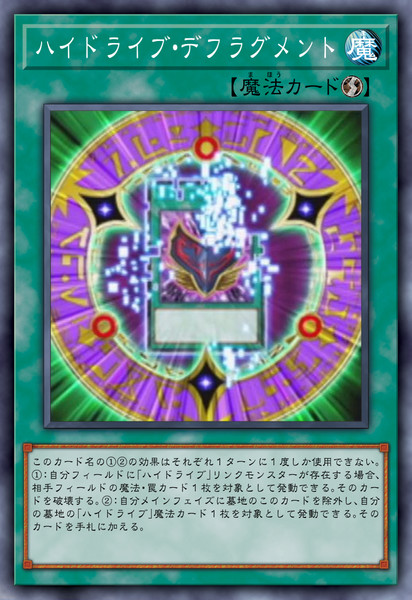 ハイドライブ・デフラグメント 魔
【魔法カード】
このカード名の①②の効果はそれぞれ１ターンに１度しか使用できない。
①:自分フィールドに「ハイドライブ」リンクモンスターが存在する場合、
相手フィールドの魔法・罠カード１枚を対象として発動できる。そのカー
ドを破壊する。②:自分メインフェイズに墓地のこのカードを除外し、自分
の墓地の「ハイドライブ」魔法カード１枚を対象として発動できる。そ
のカードを手札に加える。